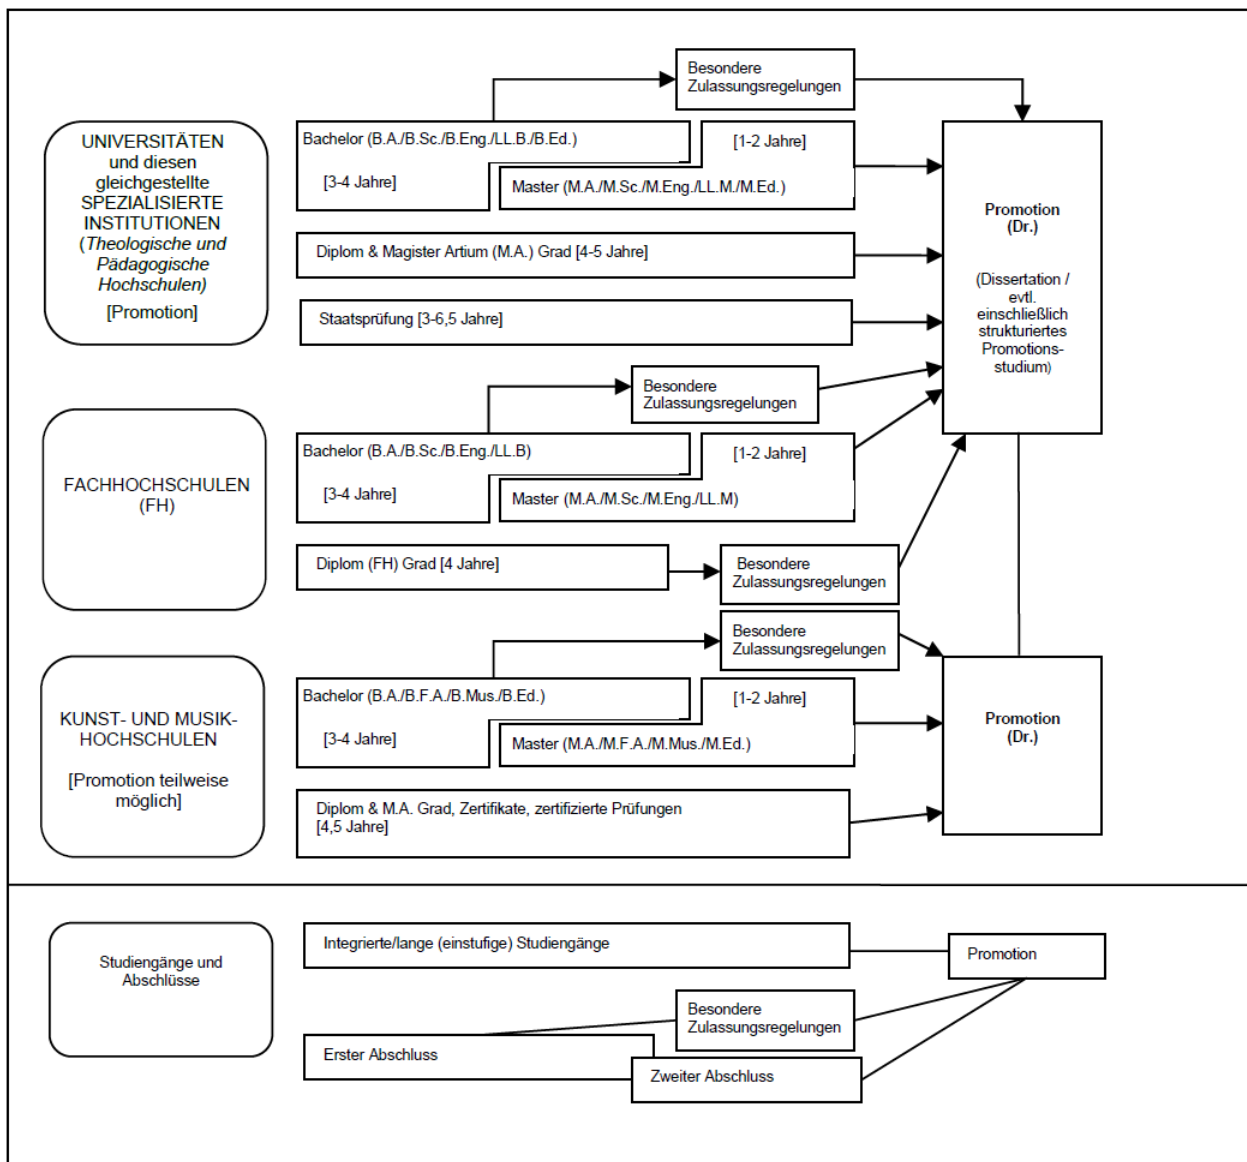 Besondere
Zulassungsregelungen
UNIVERSITÄTEN
und diesen
gleichgestellte
SPEZIALISIERTE
INSTITUTIONEN
(Theologische und
Pädagogische
Hochschulen)
[Promotion]
Bachelor (B.A./B.Sc./B.Eng./LL.B./B.Ed.)
[3-4 Jahre]
[1-2 Jahre]
Master (M.A./M.Sc./M.Eng./LL.M./M.Ed.)
Diplom & Magister Artium (M.A.) Grad [4-5 Jahre]
Staatsprüfung [3-6,5 Jahre]
Promotion
(Dr.)
(Dissertation /
evtl.
einschließlich
strukturiertes
Promotions-
studium)
Besondere
Zulassungsregelungen
FACHHOCHSCHULEN
(FH)
Bachelor (B.A./B.Sc./B.Eng./LL.B)
[3-4 Jahre]
[1-2 Jahre]
Master (M.A./M.Sc./M.Eng./LL.M)
Diplom (FH) Grad [4 Jahre]
Besondere
Zulassungsregelungen
Besondere
Zulassungsregelungen
KUNST- UND MUSIK-
HOCHSCHULEN
[Promotion teilweise
möglich]
Bachelor (B.A./B.F.A./B.Mus./B.Ed.)
[3-4 Jahre]
[1-2 Jahre]
Master (M.A./M.F.A./M.Mus./M.Ed.)
Diplom & M.A. Grad, Zertifikate, zertifizierte Prüfungen
[4,5 Jahre]
Promotion
(Dr.)
Studiengänge und
Abschlüsse
Integrierte/lange (einstufige) Studiengänge
Promotion
Besondere
Zulassungsregelungen
Erster Abschluss
Zweiter Abschluss